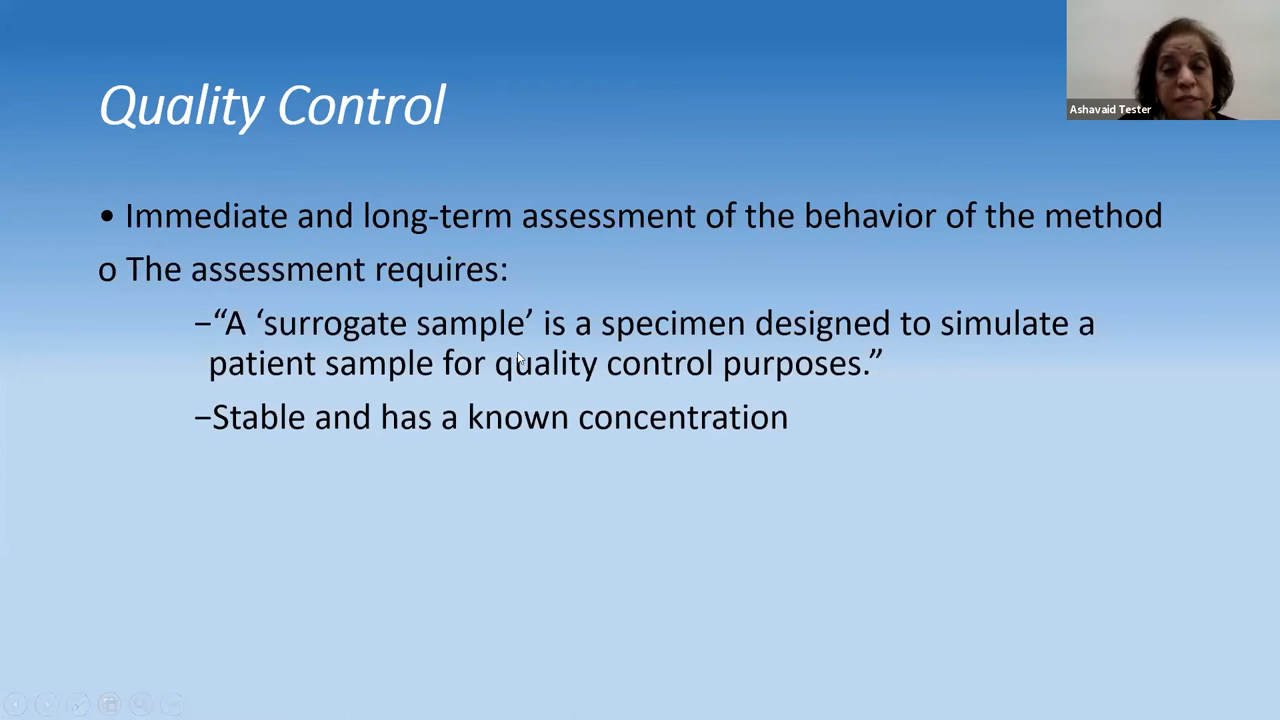 Ashavaid Tester
Quality Control
• Immediate and long-term assessment of the behavior of the method
o The assessment requires:
–“A ‘surrogate sample’ is a specimen designed to simulate a
patient sample for quality control purposes.”
–Stable and has a known concentration